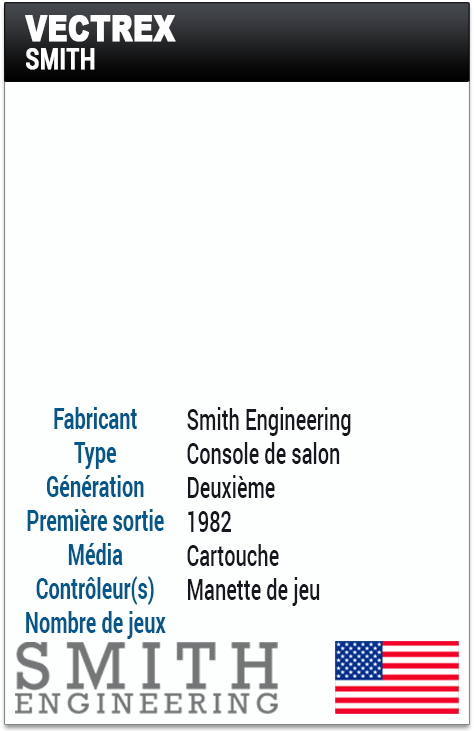 VECTREX
SMITH
Fabricant Smith Engineering
Type Console de salon
Génération Deuxième
Première sortie 1982
Média Cartouche
Contrôleur(s) Manette de jeu
Nombre de jeux
SMITH
ENGINEERING